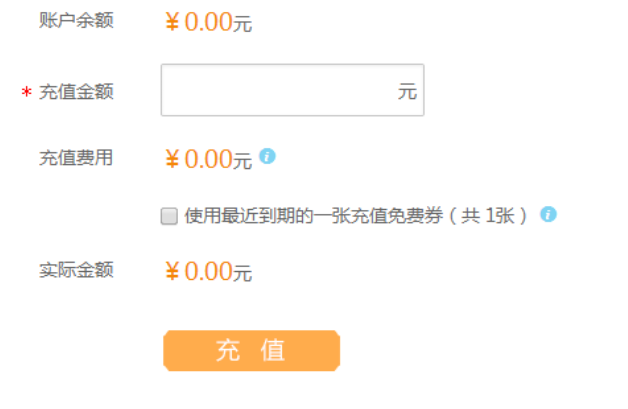 账户余额 ¥0.00元
* 充值金额 元
充值费用 ¥0.00元
使用最近到期的一张充值免费券（共 1张）
实际金额 ¥0.00元
充 值